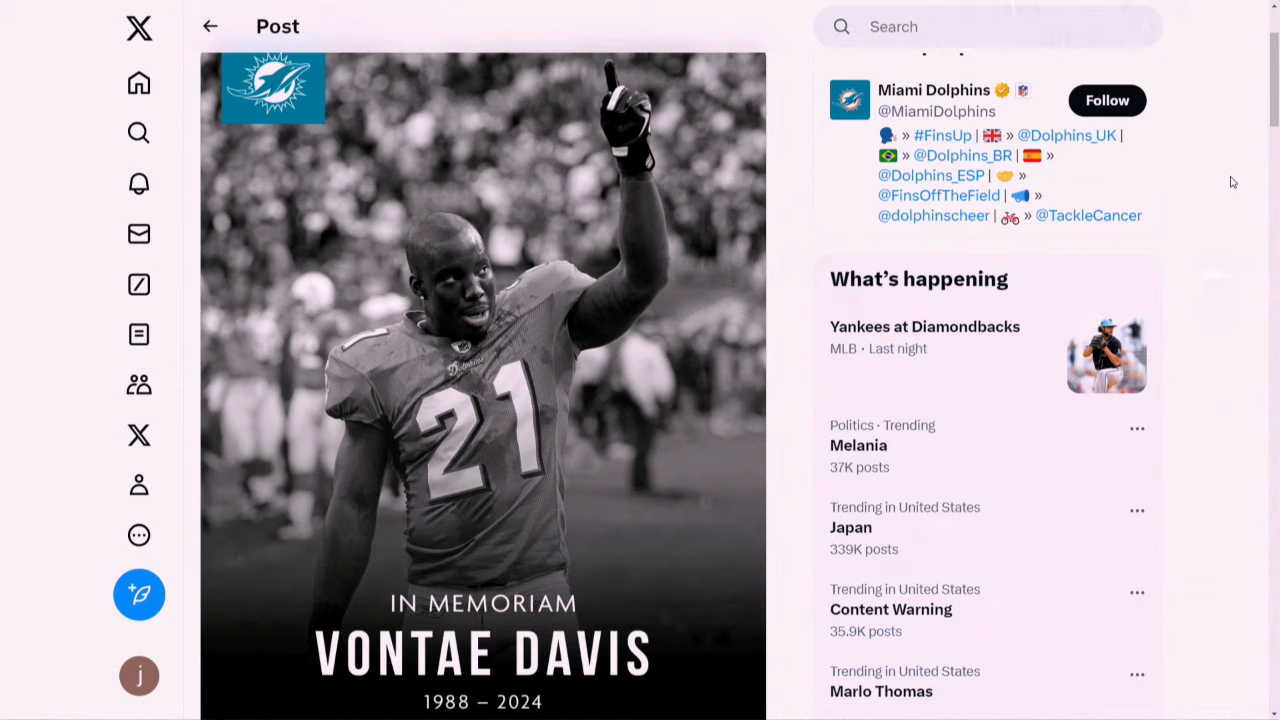 Post
Search
Miami Dolphins
@MiamiDolphins
» #FinsUp | » @Dolphins_UK |
» @Dolphins_BR | »
@Dolphins_ESP | »
@FinsOffTheField | »
@dolphinscheer | » @TackleCancer
Dolphins
21
IN MEMORIAM
VONTAE DAVIS
1988 – 2024
What's happening
Yankees at Diamondbacks
MLB · Last night
Politics · Trending
Melania
37K posts
Trending in United States
Japan
339K posts
Trending in United States
Content Warning
35.9K posts
Trending in United States
Marlo Thomas
j